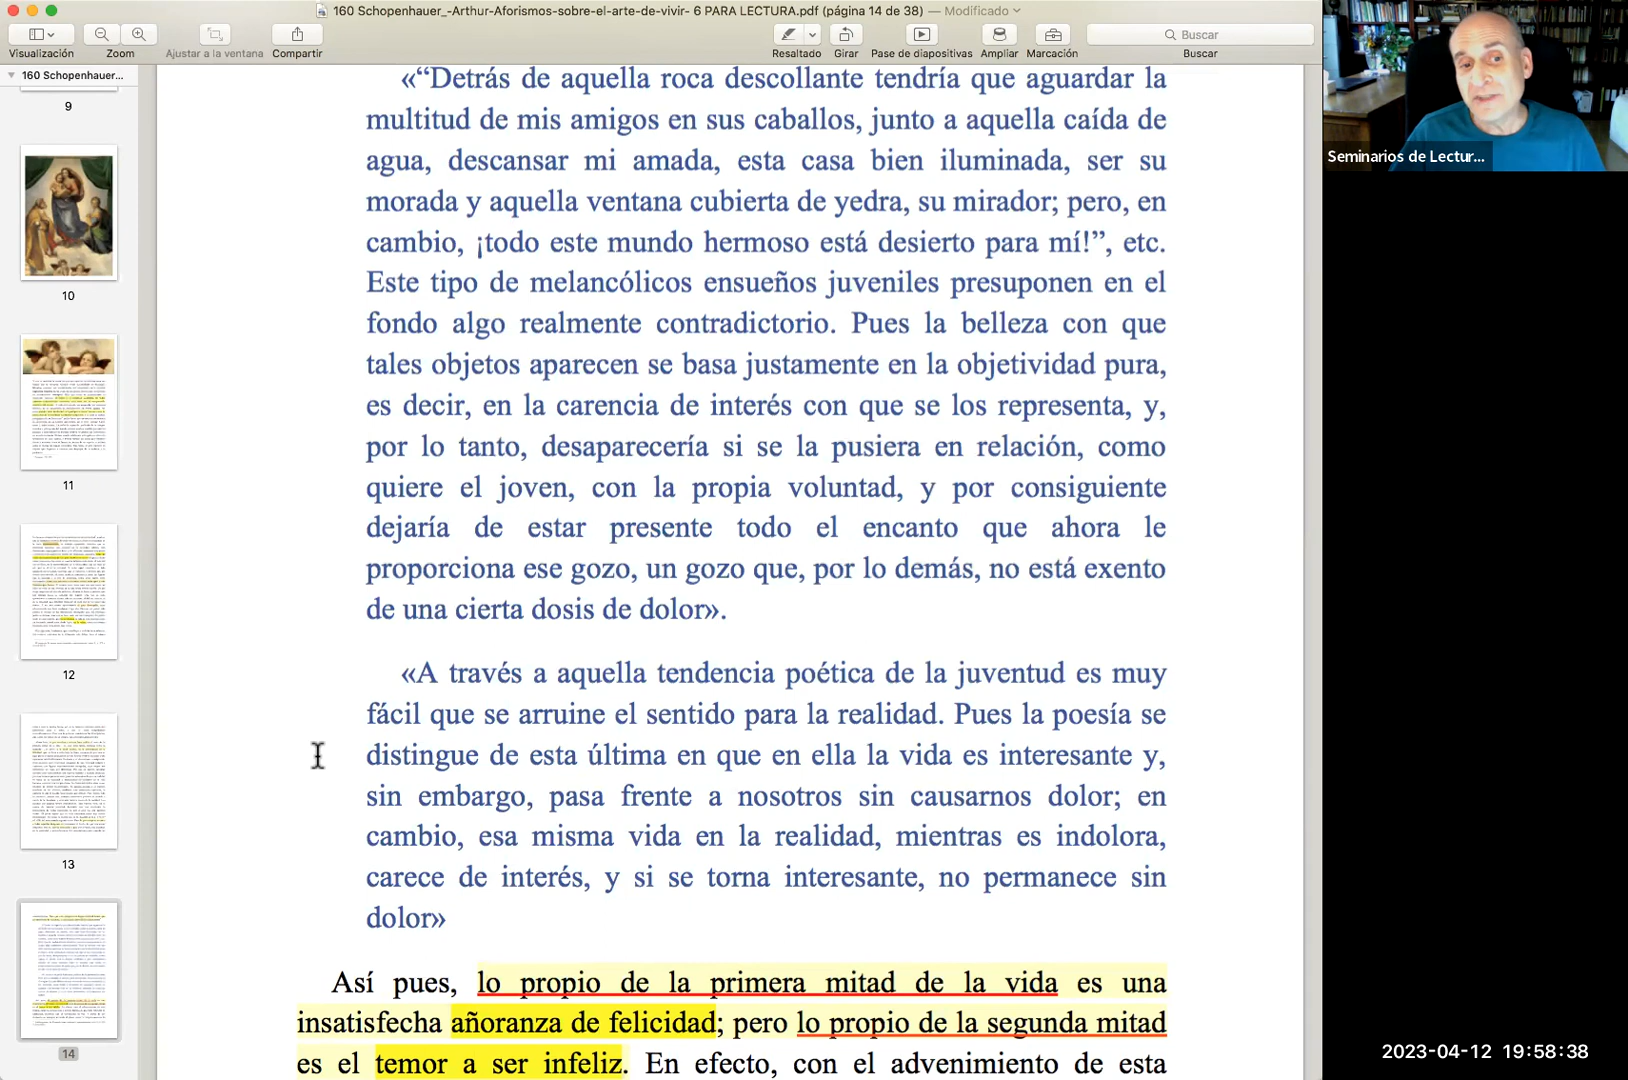 160 Schopenhauer_-Arthur-Aforismos-sobre-el-arte-de-vivir- 6 PARA LECTURA.pdf (página 14 de 38) — Modificado
Visualización
Zoom
Ajustar a la ventana
Compartir
Resaltado
Girar
Pase de diapositivas
Ampliar
Marcación
Buscar
Buscar
160 Schopenhauer...
9
10
11
12
13
14
«“Detrás de aquella roca descollante tendría que aguardar la
multitud de mis amigos en sus caballos, junto a aquella caída de
agua, descansar mi amada, esta casa bien iluminada, ser su
morada y aquella ventana cubierta de yedra, su mirador; pero, en
cambio, ¡todo este mundo hermoso está desierto para mí!”, etc.
Este tipo de melancólicos ensueños juveniles presuponen en el
fondo algo realmente contradictorio. Pues la belleza con que
tales objetos aparecen se basa justamente en la objetividad pura,
es decir, en la carencia de interés con que se los representa, y,
por lo tanto, desaparecería si se la pusiera en relación, como
quiere el joven, con la propia voluntad, y por consiguiente
dejaría de estar presente todo el encanto que ahora le
proporciona ese gozo, un gozo que, por lo demás, no está exento
de una cierta dosis de dolor».
«A través a aquella tendencia poética de la juventud es muy
fácil que se arruine el sentido para la realidad. Pues la poesía se
distingue de esta última en que en ella la vida es interesante y,
sin embargo, pasa frente a nosotros sin causarnos dolor; en
cambio, esa misma vida en la realidad, mientras es indolora,
carece de interés, y si se torna interesante, no permanece sin
dolor»
Así pues, lo propio de la primera mitad de la vida es una
insatisfecha añoranza de felicidad; pero lo propio de la segunda mitad
es el temor a ser infeliz. En efecto, con el advenimiento de esta
Seminarios de Lectur...
2023-04-12 19:58:38